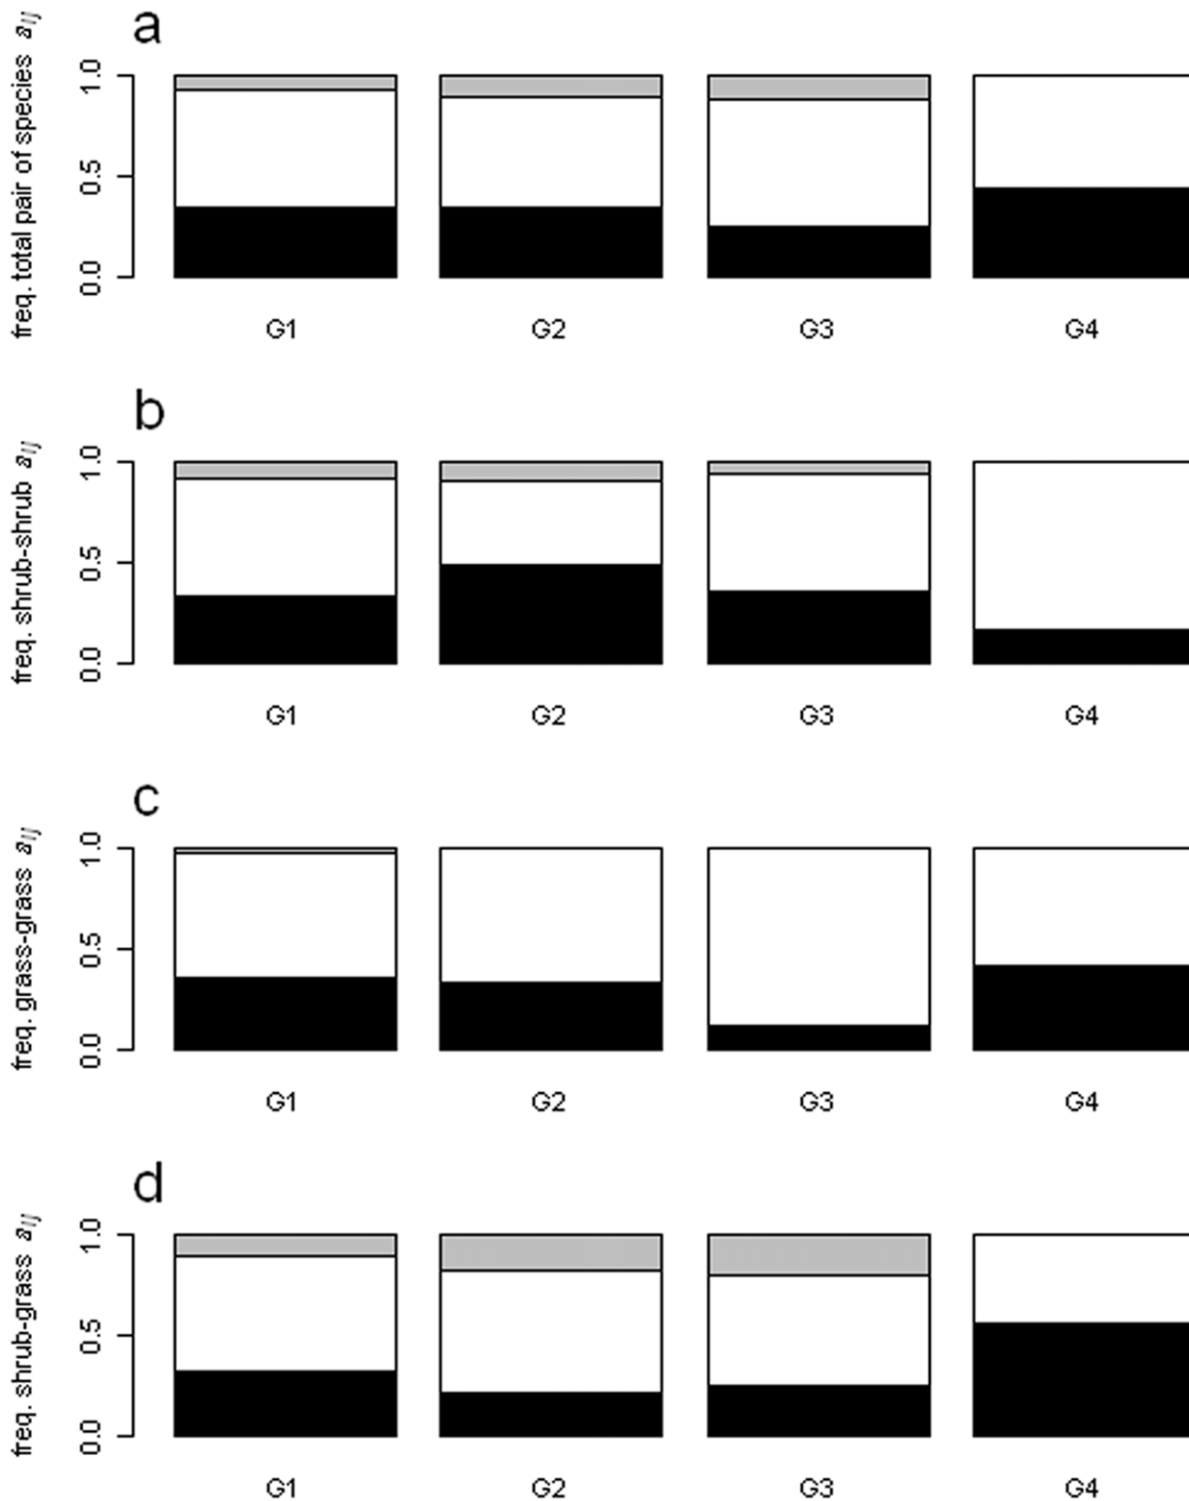 a
freq. total pair of species aij
1.0
0.5
0.0
G1 G2 G3 G4
b
freq. shrub-shrub aij
1.0
0.5
0.0
G1 G2 G3 G4
c
freq. grass-grass aij
1.0
0.5
0.0
G1 G2 G3 G4
d
freq. shrub-grass aij
1.0
0.5
0.0
G1 G2 G3 G4